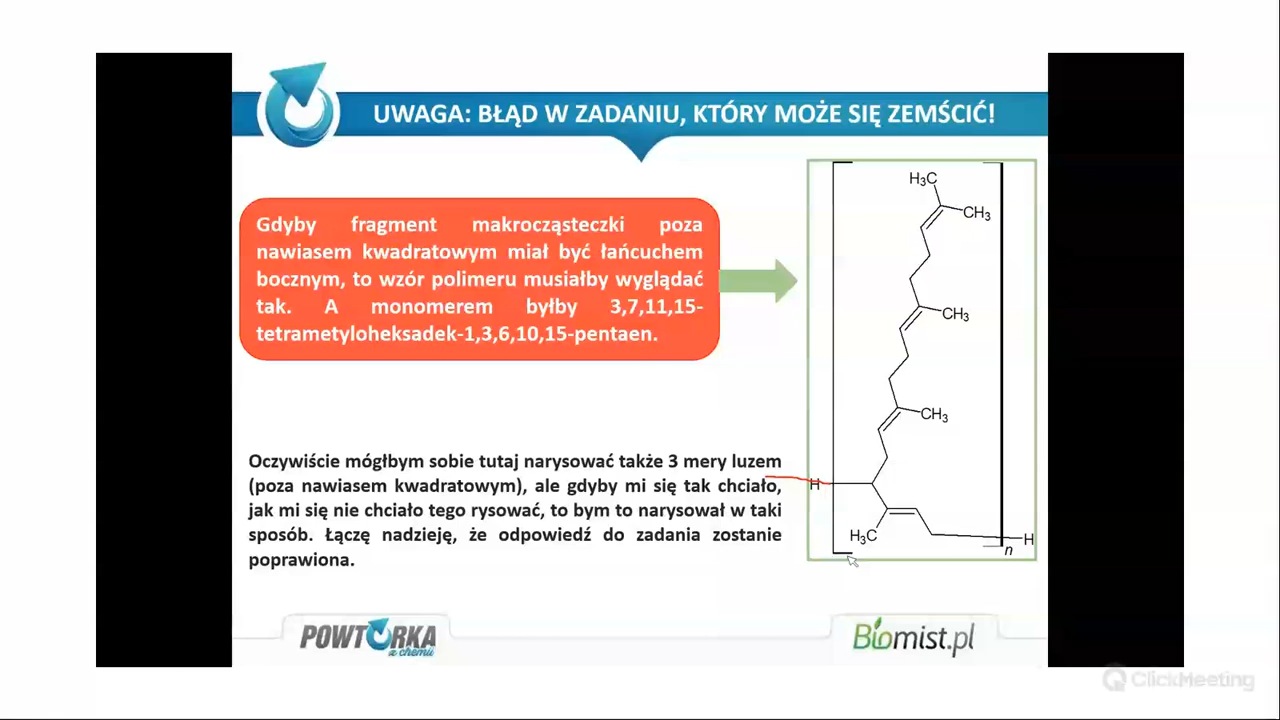 UWAGA: BŁĄD W ZADANIU, KTÓRY MOŻE SIĘ ZEMŚCIĆ!
Gdyby fragment makrocząsteczki poza
nawiasem kwadratowym miał być łańcuchem
bocznym, to wzór polimeru musiałby wyglądać
tak. A monomerem byłby 3,7,11,15-
tetrametyloheksadek-1,3,6,10,15-pentaen.
H₃C
CH₃
CH₃
CH₃
H
H₃C
H
n
Oczywiście mógłbym sobie tutaj narysować także 3 mery luzem
(poza nawiasem kwadratowym), ale gdyby mi się tak chciało,
jak mi się nie chciało tego rysować, to bym to narysował w taki
sposób. Łączę nadzieję, że odpowiedź do zadania zostanie
poprawiona.
POWTÓRKA
z chemii
Biomist.pl
ClickMeeting